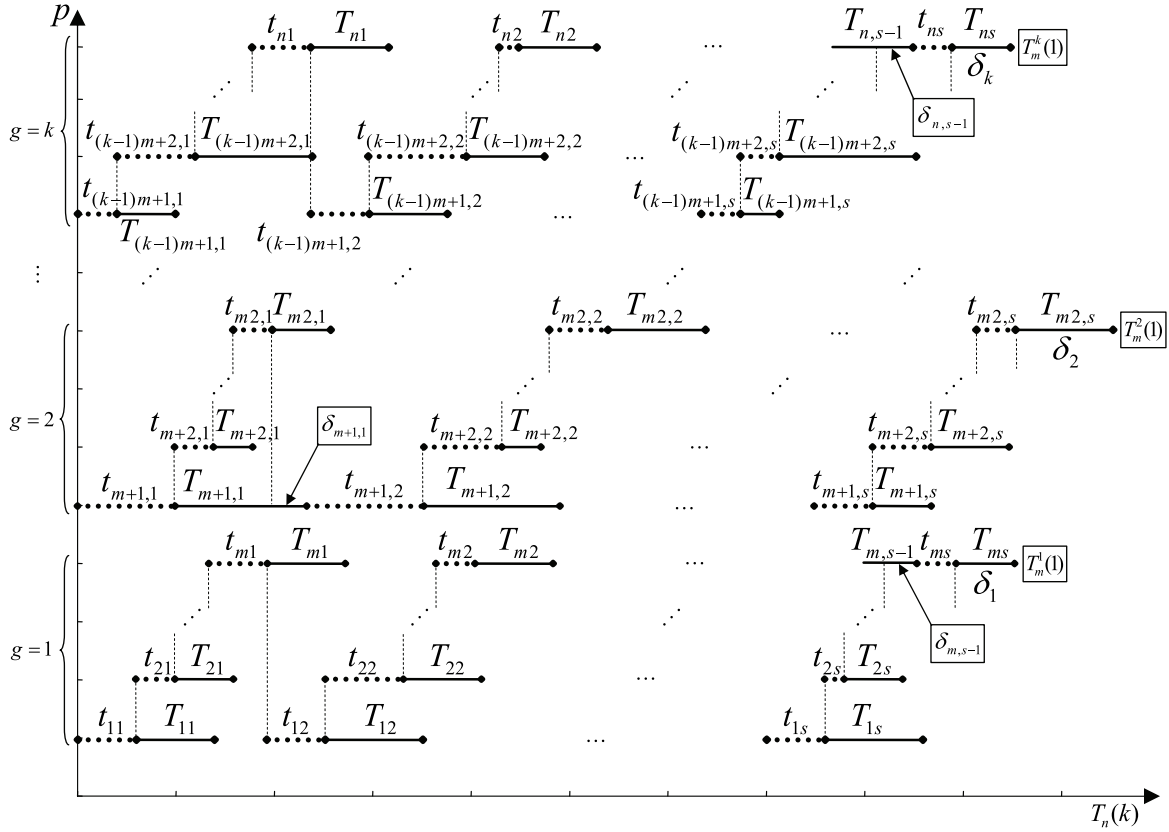 p
t_{n1} T_{n1} t_{n2} T_{n2} ... T_{n,s-1} t_{ns} T_{ns} T_m^k(1)
δ_k
δ_{n,s-1}
g = k
t_{(k-1)m+2,1} T_{(k-1)m+2,1} t_{(k-1)m+2,2} T_{(k-1)m+2,2} ... t_{(k-1)m+2,s} T_{(k-1)m+2,s}
t_{(k-1)m+1,1} T_{(k-1)m+1,2} ... t_{(k-1)m+1,s} T_{(k-1)m+1,s}
T_{(k-1)m+1,1} t_{(k-1)m+1,2}
t_{m2,1} T_{m2,1} t_{m2,2} T_{m2,2} ... t_{m2,s} T_{m2,s} T_m^2(1)
δ_2
g = 2
t_{m+2,1} T_{m+2,1} δ_{m+1,1} t_{m+2,2} T_{m+2,2} ... t_{m+2,s} T_{m+2,s}
t_{m+1,1} T_{m+1,1} t_{m+1,2} T_{m+1,2} ... t_{m+1,s} T_{m+1,s}
t_{m1} T_{m1} t_{m2} T_{m2} ... T_{m,s-1} t_{ms} T_{ms} T_m^1(1)
δ_1
δ_{m,s-1}
g = 1
t_{21} T_{21} t_{22} T_{22} ... t_{2s} T_{2s}
t_{11} T_{11} t_{12} T_{12} ... t_{1s} T_{1s}
T_n(k)